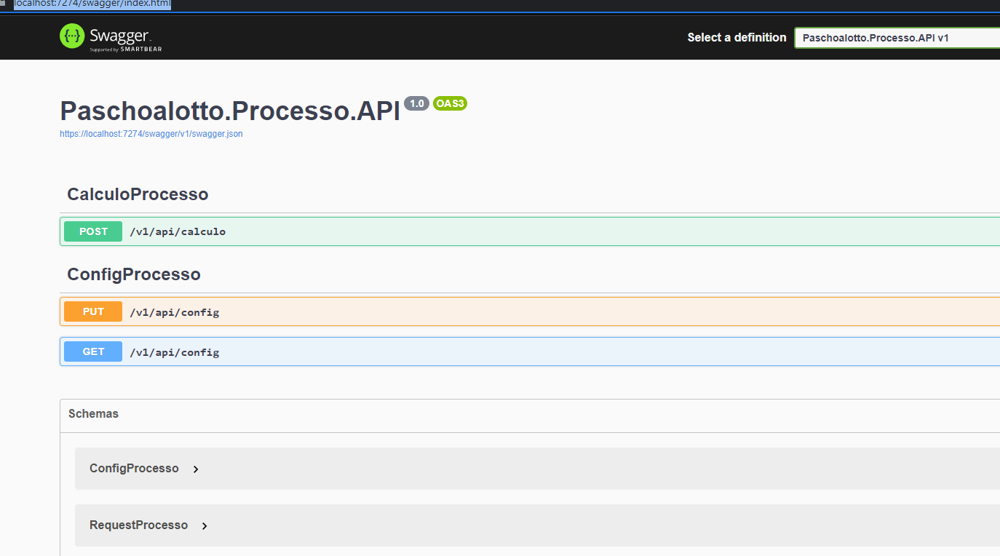 localhost:7274/swagger/index.html
{...} Swagger.
Supported by SMARTBEAR
Select a definition
Paschoalotto.Processo.API v1
Paschoalotto.Processo.API 1.0 OAS3
https://localhost:7274/swagger/v1/swagger.json
CalculoProcesso
POST /v1/api/calculo
ConfigProcesso
PUT /v1/api/config
GET /v1/api/config
Schemas
ConfigProcesso
RequestProcesso